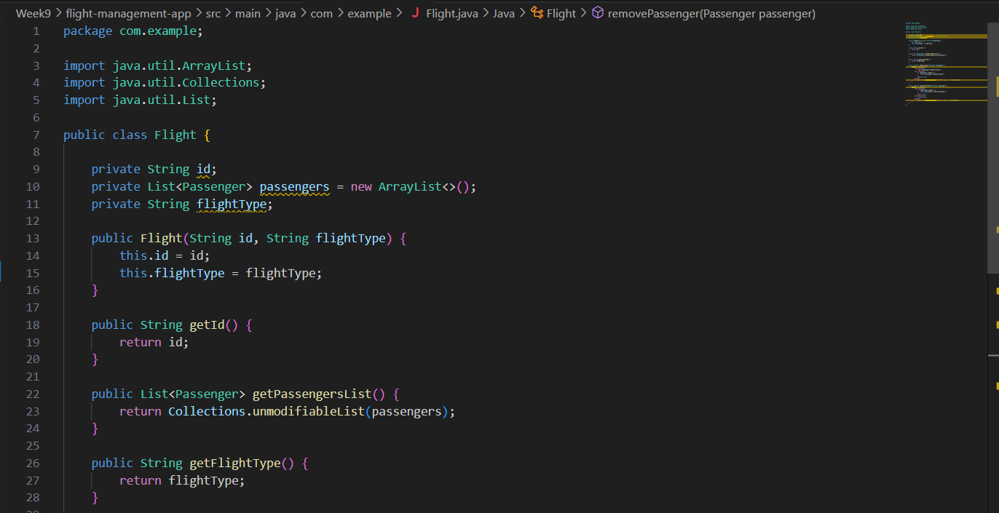 Week9 > flight-management-app > src > main > java > com > example > J Flight.java > Java > Flight > removePassenger(Passenger passenger)
1 package com.example;
2
3 import java.util.ArrayList;
4 import java.util.Collections;
5 import java.util.List;
6
7 public class Flight {
8
9 private String id;
10 private List<Passenger> passengers = new ArrayList<>();
11 private String flightType;
12
13 public Flight(String id, String flightType) {
14 this.id = id;
15 this.flightType = flightType;
16 }
17
18 public String getId() {
19 return id;
20 }
21
22 public List<Passenger> getPassengersList() {
23 return Collections.unmodifiableList(passengers);
24 }
25
26 public String getFlightType() {
27 return flightType;
28 }